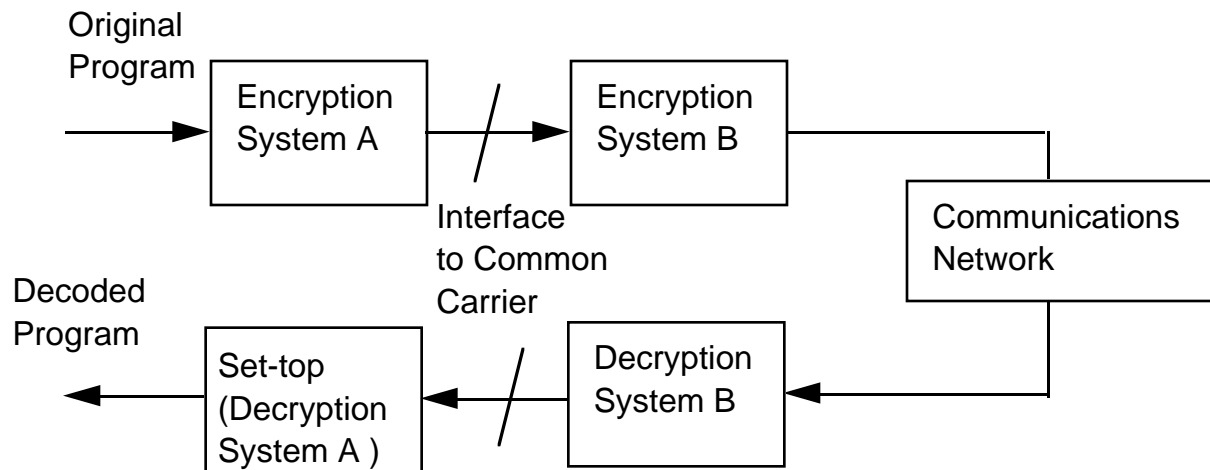 Original
Program
Encryption
System A
Encryption
System B
Interface
to Common
Carrier
Communications
Network
Decoded
Program
Set-top
(Decryption
System A )
Decryption
System B